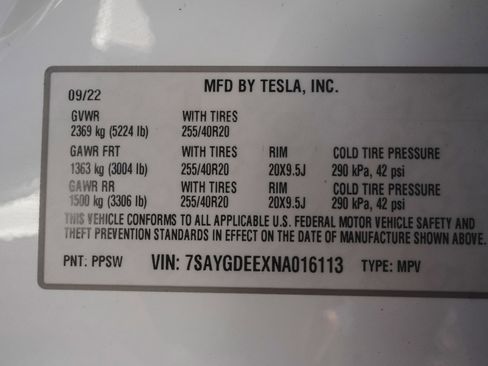 MFD BY TESLA, INC.
09/22
GVWR WITH TIRES
2369 kg (5224 lb) 255/40R20
GAWR FRT WITH TIRES RIM COLD TIRE PRESSURE
1363 kg (3004 lb) 255/40R20 20X9.5J 290 kPa, 42 psi
GAWR RR WITH TIRES RIM COLD TIRE PRESSURE
1500 kg (3306 lb) 255/40R20 20X9.5J 290 kPa, 42 psi
THIS VEHICLE CONFORMS TO ALL APPLICABLE U.S. FEDERAL MOTOR VEHICLE SAFETY AND
THEFT PREVENTION STANDARDS IN EFFECT ON THE DATE OF MANUFACTURE SHOWN ABOVE.
PNT: PPSW VIN: 7SAYGDEEXNA016113 TYPE: MPV